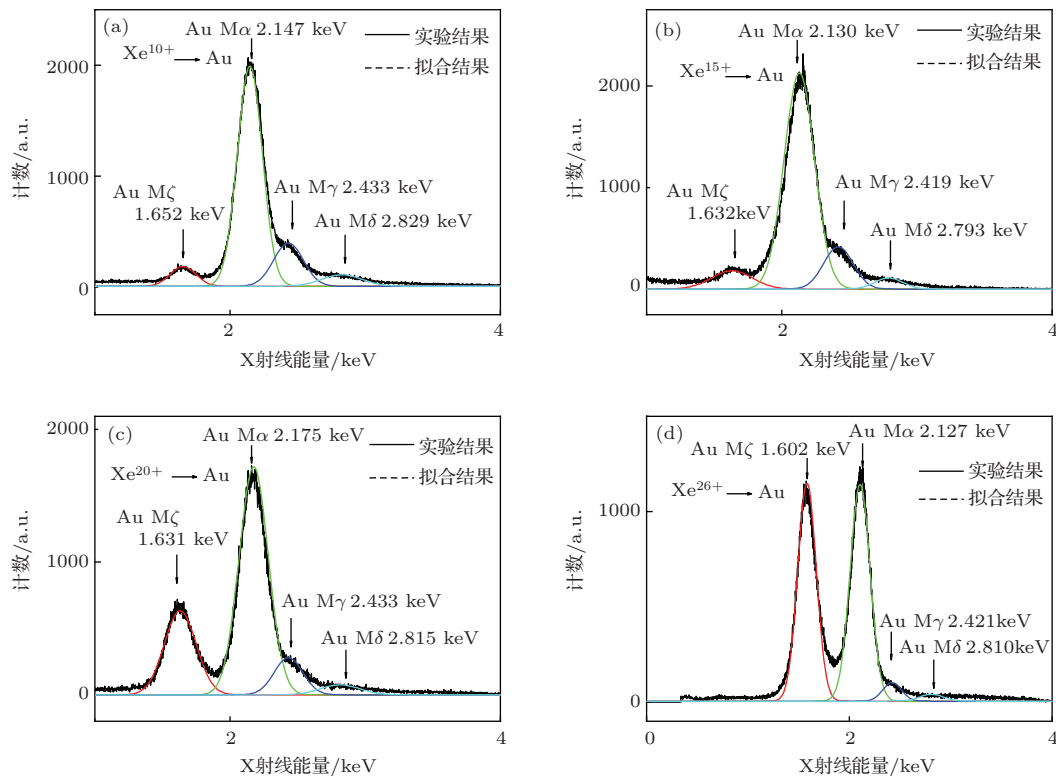 (a)
Au Mα 2.147 keV
实验结果
拟合结果
Xe10+
Au
Au Mζ
1.652 keV
Au Mγ 2.433 keV
Au Mδ 2.829 keV
2000
1000
0
计数/a.u.
2
4
X射线能量/keV
(b)
Au Mα 2.130 keV
实验结果
拟合结果
Xe15+
Au
Au Mζ
1.632keV
Au Mγ 2.419 keV
Au Mδ 2.793 keV
2000
1000
0
计数/a.u.
2
4
X射线能量/keV
(c)
Au Mα 2.175 keV
实验结果
拟合结果
Xe20+
Au
Au Mζ
1.631 keV
Au Mγ 2.433 keV
Au Mδ 2.815 keV
2000
1000
0
计数/a.u.
2
4
X射线能量/keV
(d)
Au Mα 2.127 keV
Au Mζ 1.602 keV
实验结果
拟合结果
Xe26+
Au
Au Mγ 2.421keV
Au Mδ 2.810keV
1000
0
计数/a.u.
0
2
4
X射线能量/keV